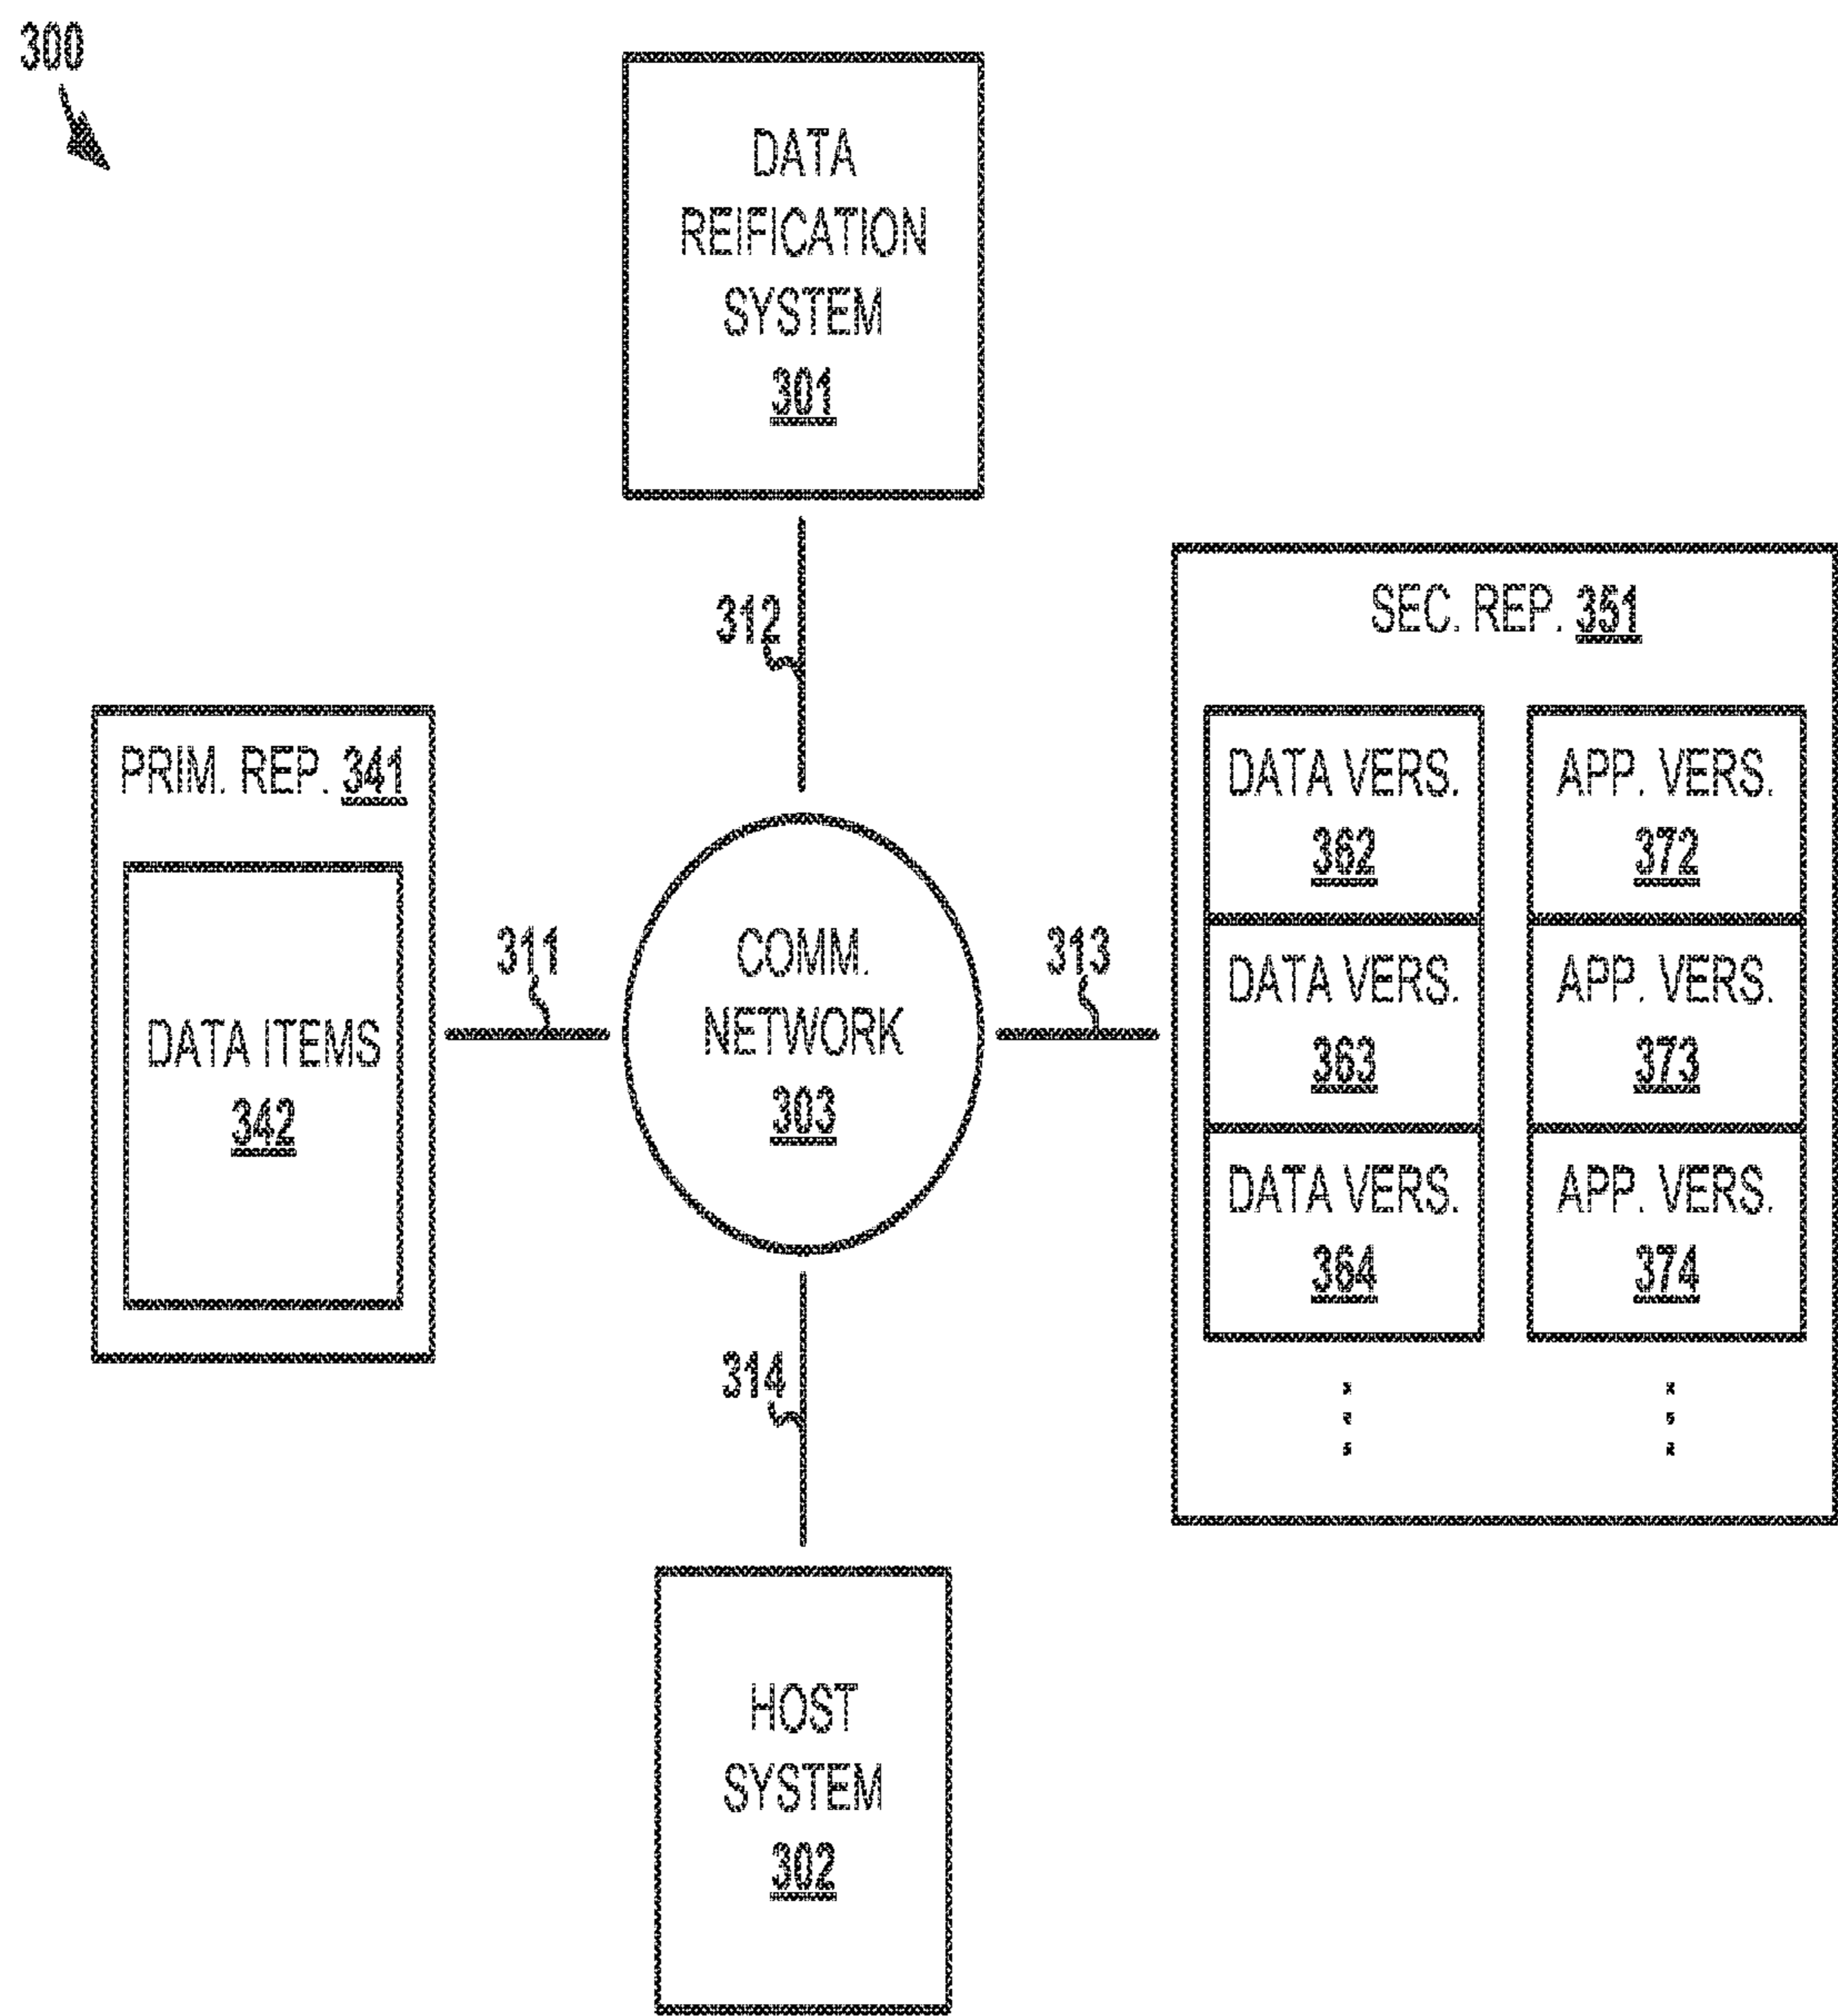 300
DATA
REIFICATION
SYSTEM
301
312
SEC. REP. 351
PRIM. REP. 341
DATA ITEMS
342
311
COMM.
NETWORK
303
313
DATA VERS.
362
APP. VERS.
372
DATA VERS.
363
APP. VERS.
373
DATA VERS.
364
APP. VERS.
374
314
HOST
SYSTEM
302